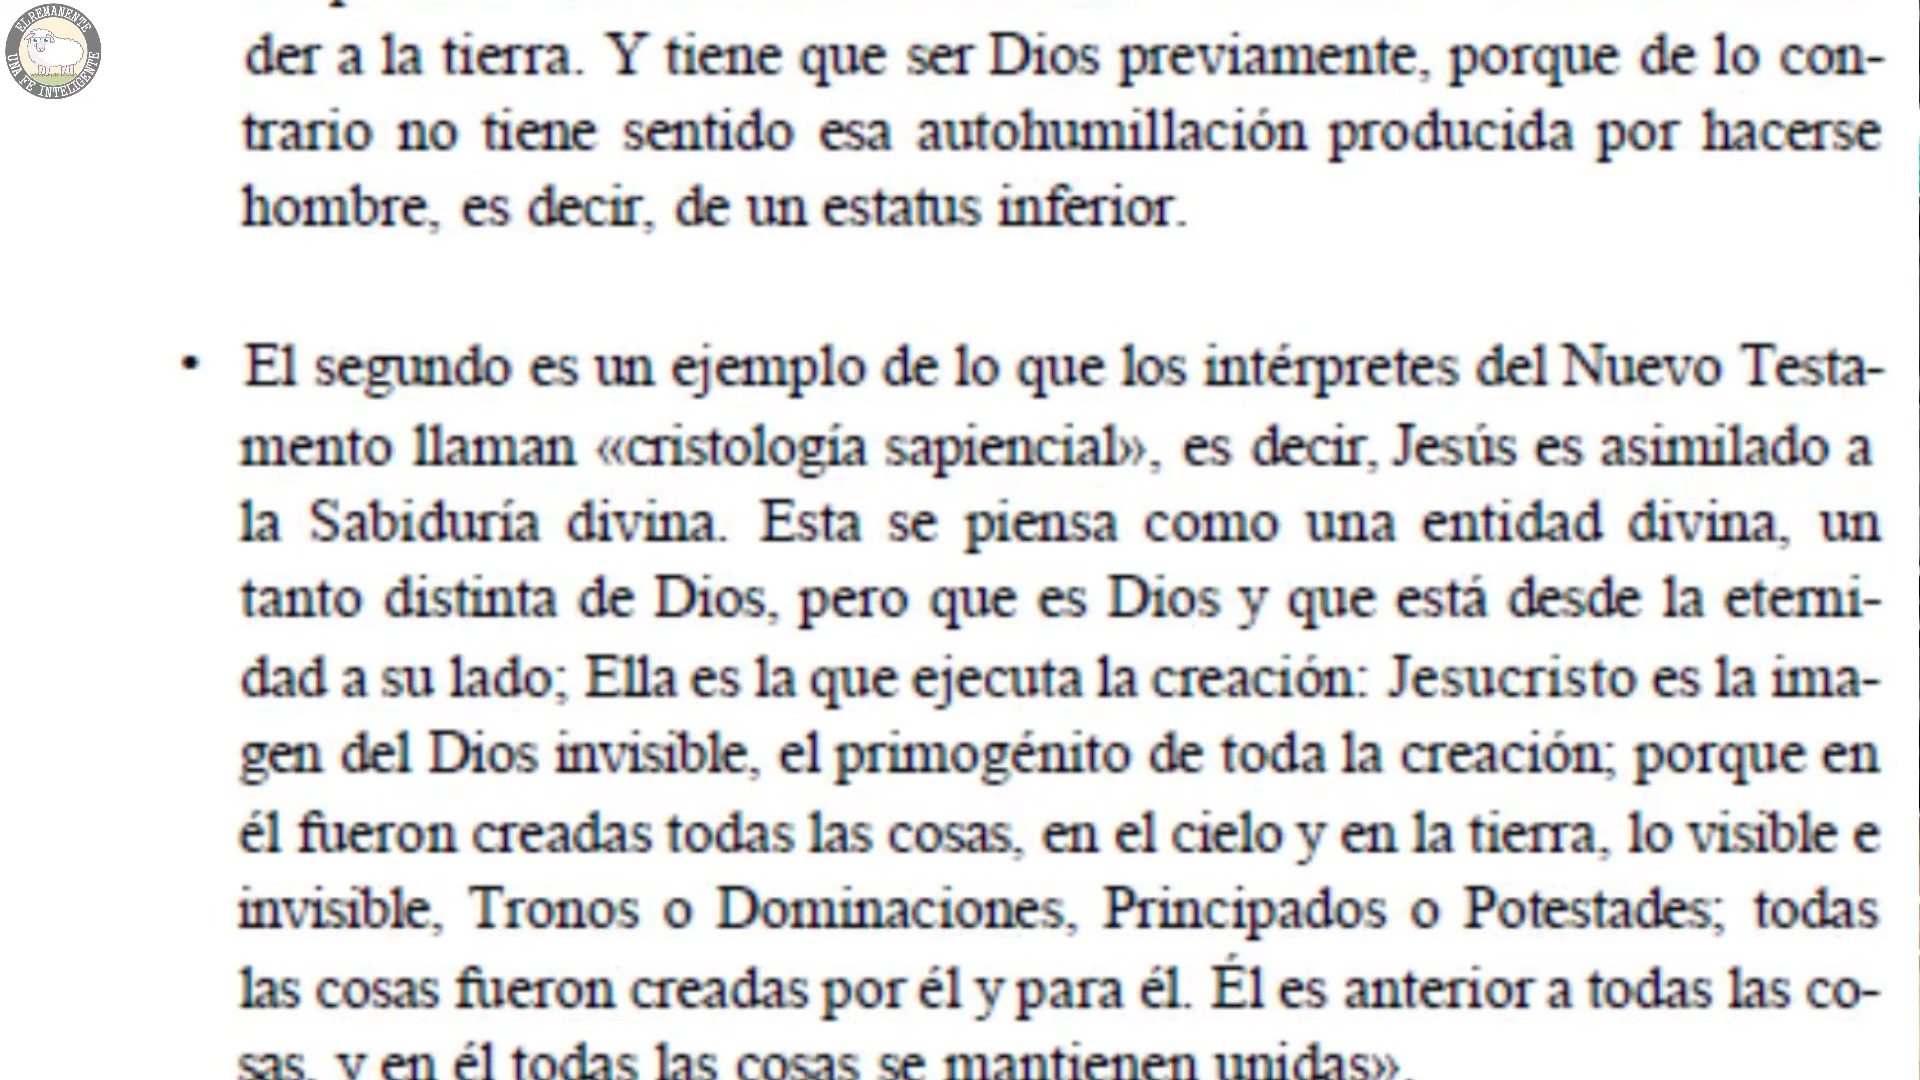 EL REMANENTE
UNA FE INTELIGENTE
der a la tierra. Y tiene que ser Dios previamente, porque de lo con-
trario no tiene sentido esa autohumillación producida por hacerse
hombre, es decir, de un estatus inferior.
• El segundo es un ejemplo de lo que los intérpretes del Nuevo Testa-
mento llaman «cristología sapiencial», es decir, Jesús es asimilado a
la Sabiduría divina. Esta se piensa como una entidad divina, un
tanto distinta de Dios, pero que es Dios y que está desde la eterni-
dad a su lado; Ella es la que ejecuta la creación: Jesucristo es la ima-
gen del Dios invisible, el primogénito de toda la creación; porque en
él fueron creadas todas las cosas, en el cielo y en la tierra, lo visible e
invisible, Tronos o Dominaciones, Principados o Potestades; todas
las cosas fueron creadas por él y para él. Él es anterior a todas las co-
sas, y en él todas las cosas se mantienen unidas».